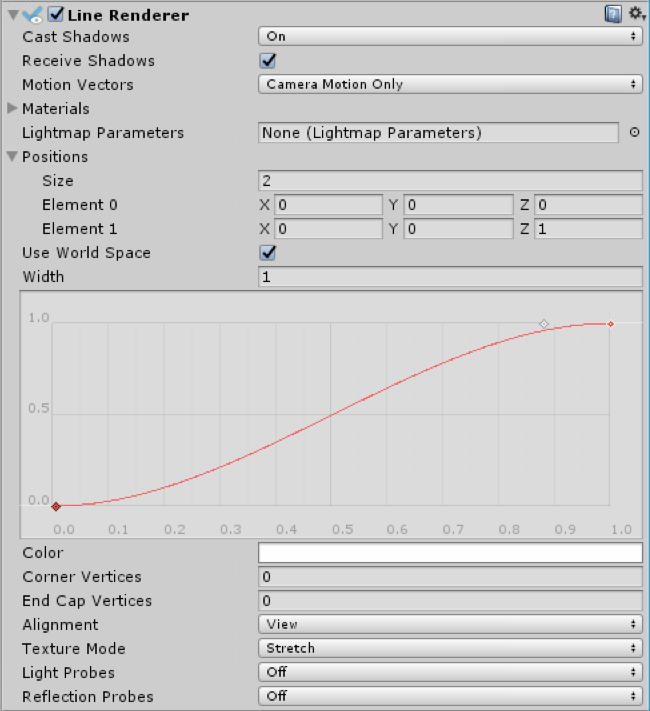 Line Renderer
Cast Shadows On
Receive Shadows
Motion Vectors Camera Motion Only
Materials
Lightmap Parameters None (Lightmap Parameters)
Positions
Size 2
Element 0 X 0 Y 0 Z 0
Element 1 X 0 Y 0 Z 1
Use World Space
Width 1
1.0
0.5
0.0
0.0 0.1 0.2 0.3 0.4 0.5 0.6 0.7 0.8 0.9 1.0
Color
Corner Vertices 0
End Cap Vertices 0
Alignment View
Texture Mode Stretch
Light Probes Off
Reflection Probes Off